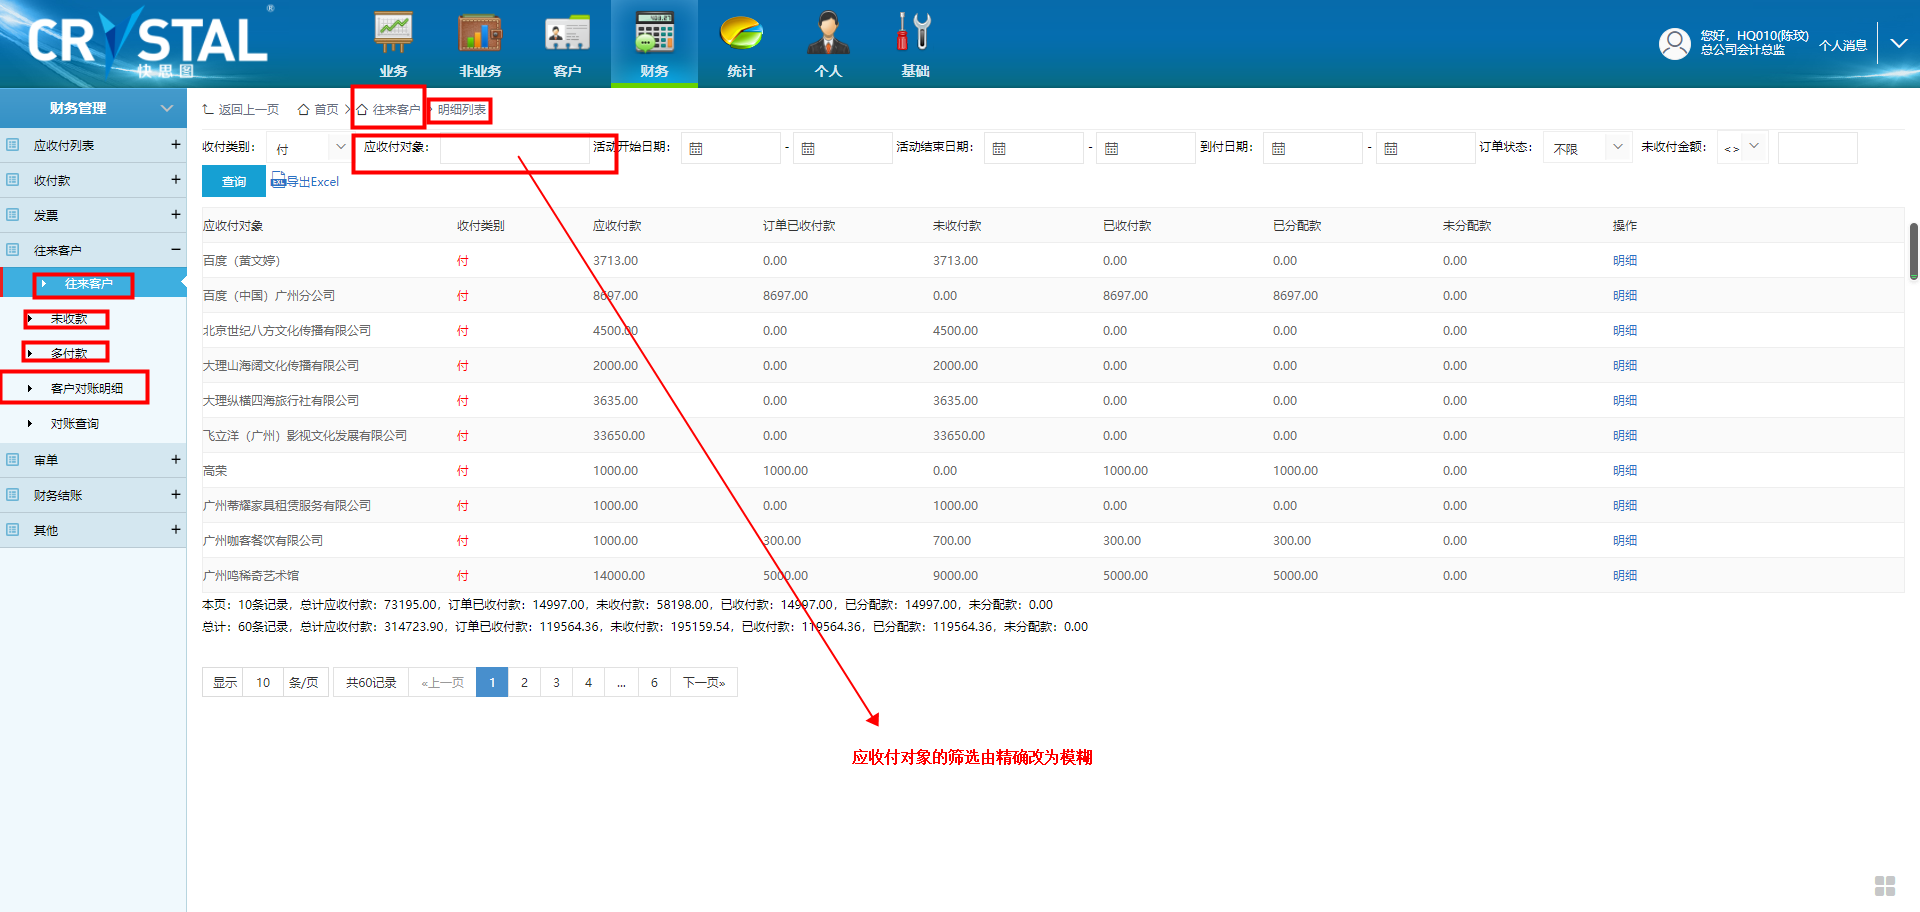 CRYSTAL ®
快思图
业务 非业务 客户 财务 统计 个人 基础
您好，HQ010(陈玟)
总公司会计总监
个人消息
财务管理
应收付列表 +
收付款 +
发票 +
往来客户 −
往来客户
未收款
多付款
客户对账明细
对账查询
审单 +
财务结账 +
其他 +
返回上一页 首页 > 往来客户 明细列表
收付类别： 付 应收付对象： 活动开始日期： - 活动结束日期： - 到付日期： - 订单状态： 不限 未收付金额： <>
查询 导出Excel
应收付对象 收付类别 应收付款 订单已收付款 未收付款 已收付款 已分配款 未分配款 操作
百度（黄文婷） 付 3713.00 0.00 3713.00 0.00 0.00 0.00 明细
百度（中国）广州分公司 付 8697.00 8697.00 0.00 8697.00 8697.00 0.00 明细
北京世纪八方文化传播有限公司 付 4500.00 0.00 4500.00 0.00 0.00 0.00 明细
大理山海阔文化传播有限公司 付 2000.00 0.00 2000.00 0.00 0.00 0.00 明细
大理纵横四海旅行社有限公司 付 3635.00 0.00 3635.00 0.00 0.00 0.00 明细
飞立洋（广州）影视文化发展有限公司 付 33650.00 0.00 33650.00 0.00 0.00 0.00 明细
高荣 付 1000.00 1000.00 0.00 1000.00 1000.00 0.00 明细
广州蒂耀家具租赁服务有限公司 付 1000.00 0.00 1000.00 0.00 0.00 0.00 明细
广州咖客餐饮有限公司 付 1000.00 300.00 700.00 300.00 300.00 0.00 明细
广州鸣稀奇艺术馆 付 14000.00 5000.00 9000.00 5000.00 5000.00 0.00 明细
本页：10条记录，总计应收付款：73195.00，订单已收付款：14997.00，未收付款：58198.00，已收付款：14997.00，已分配款：14997.00，未分配款：0.00
总计：60条记录，总计应收付款：314723.90，订单已收付款：119564.36，未收付款：195159.54，已收付款：119564.36，已分配款：119564.36，未分配款：0.00
显示 10 条/页 共60记录 «上一页 1 2 3 4 ... 6 下一页»
应收付对象的筛选由精确改为模糊